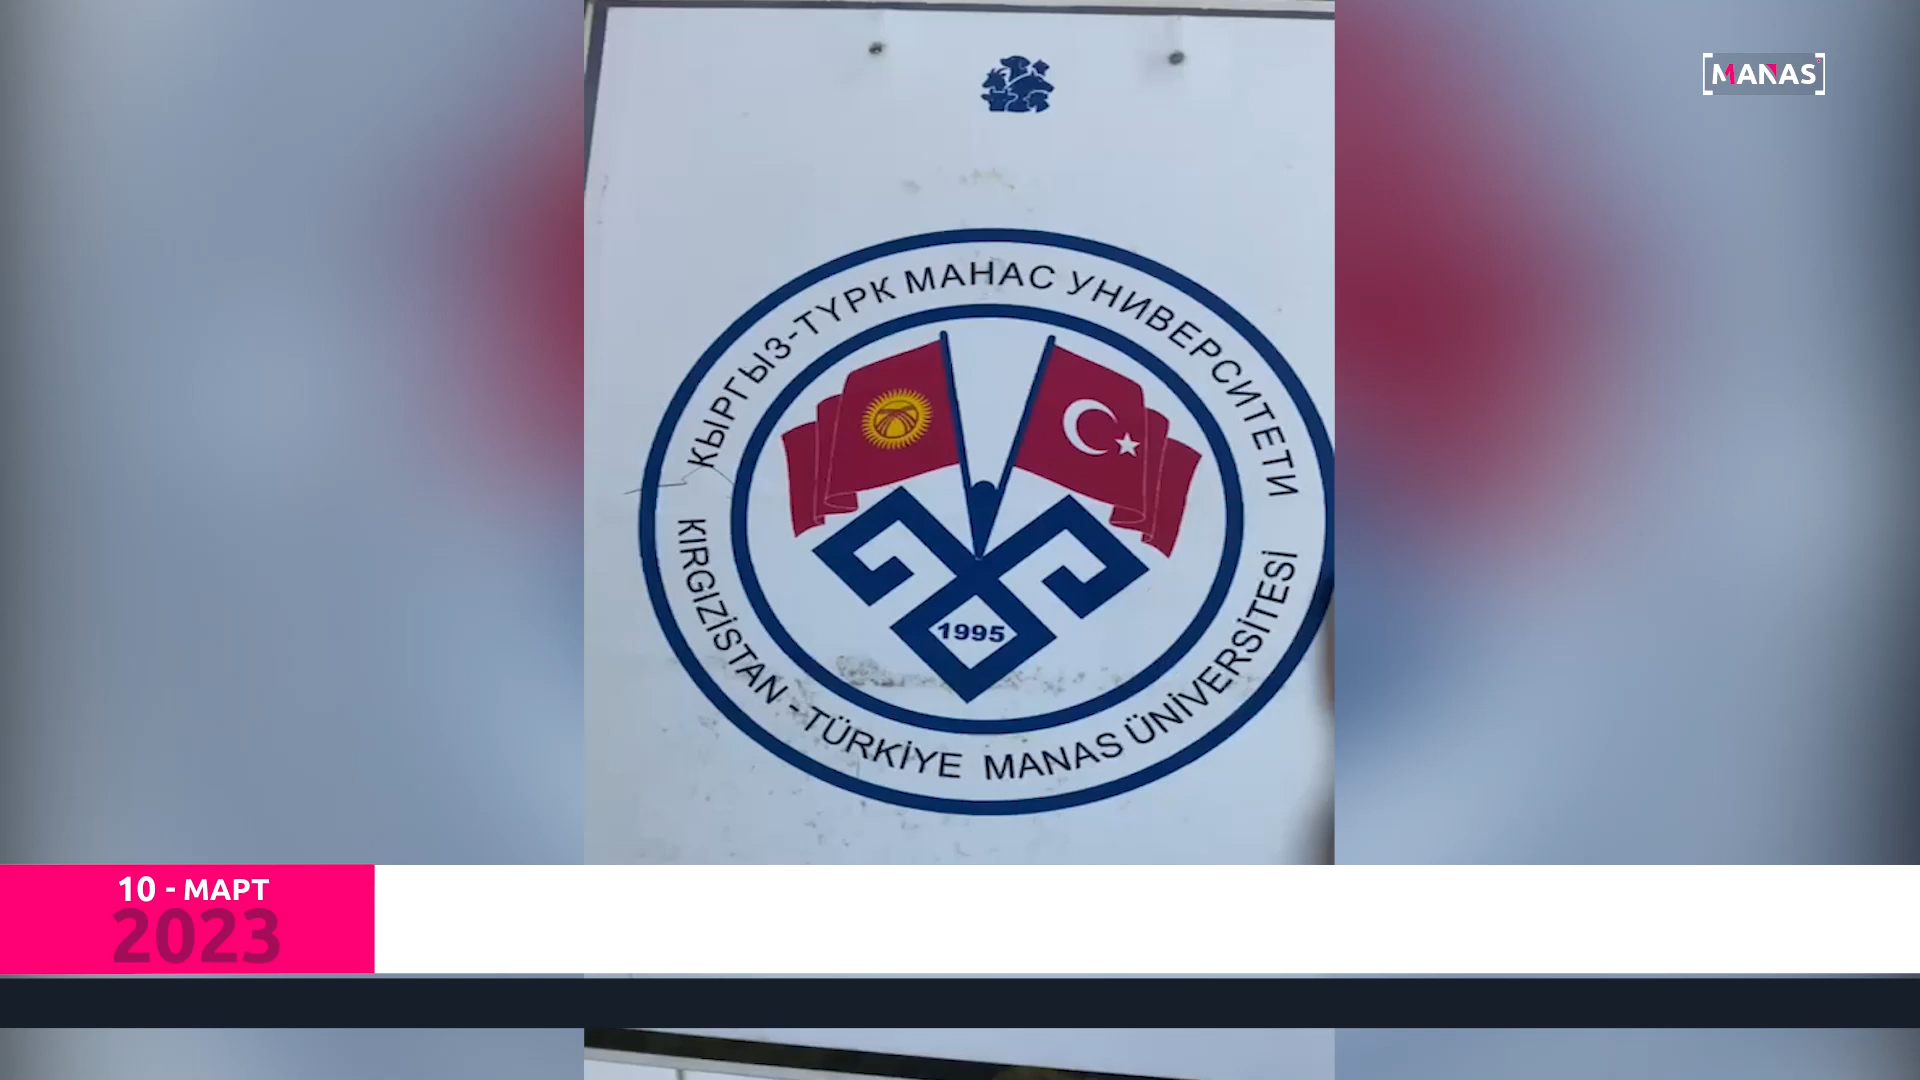 MANAS
КЫРГЫЗ-ТҮРК МАНАС УНИВЕРСИТЕТИ
1995
KIRGIZİSTAN - TÜRKİYE MANAS ÜNİVERSİTESİ
10 - МАРТ
2023